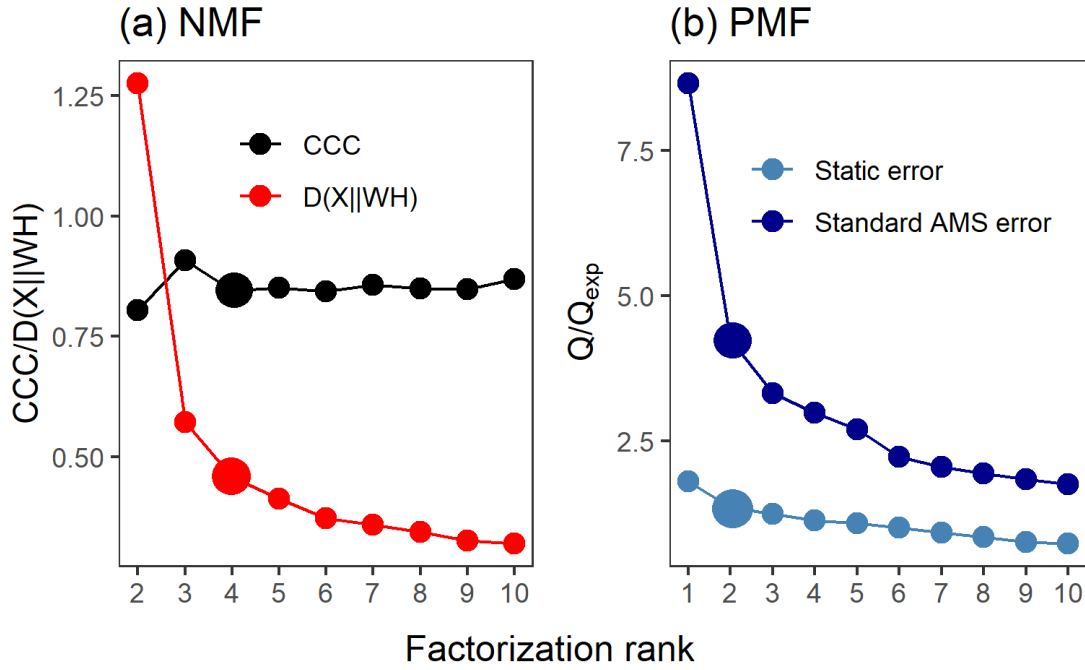 (a) NMF
CCC/D(X||WH)
1.25
1.00
0.75
0.50
CCC
D(X||WH)
2 3 4 5 6 7 8 9 10
(b) PMF
Q/Qexp
7.5
5.0
2.5
Static error
Standard AMS error
1 2 3 4 5 6 7 8 9 10
Factorization rank